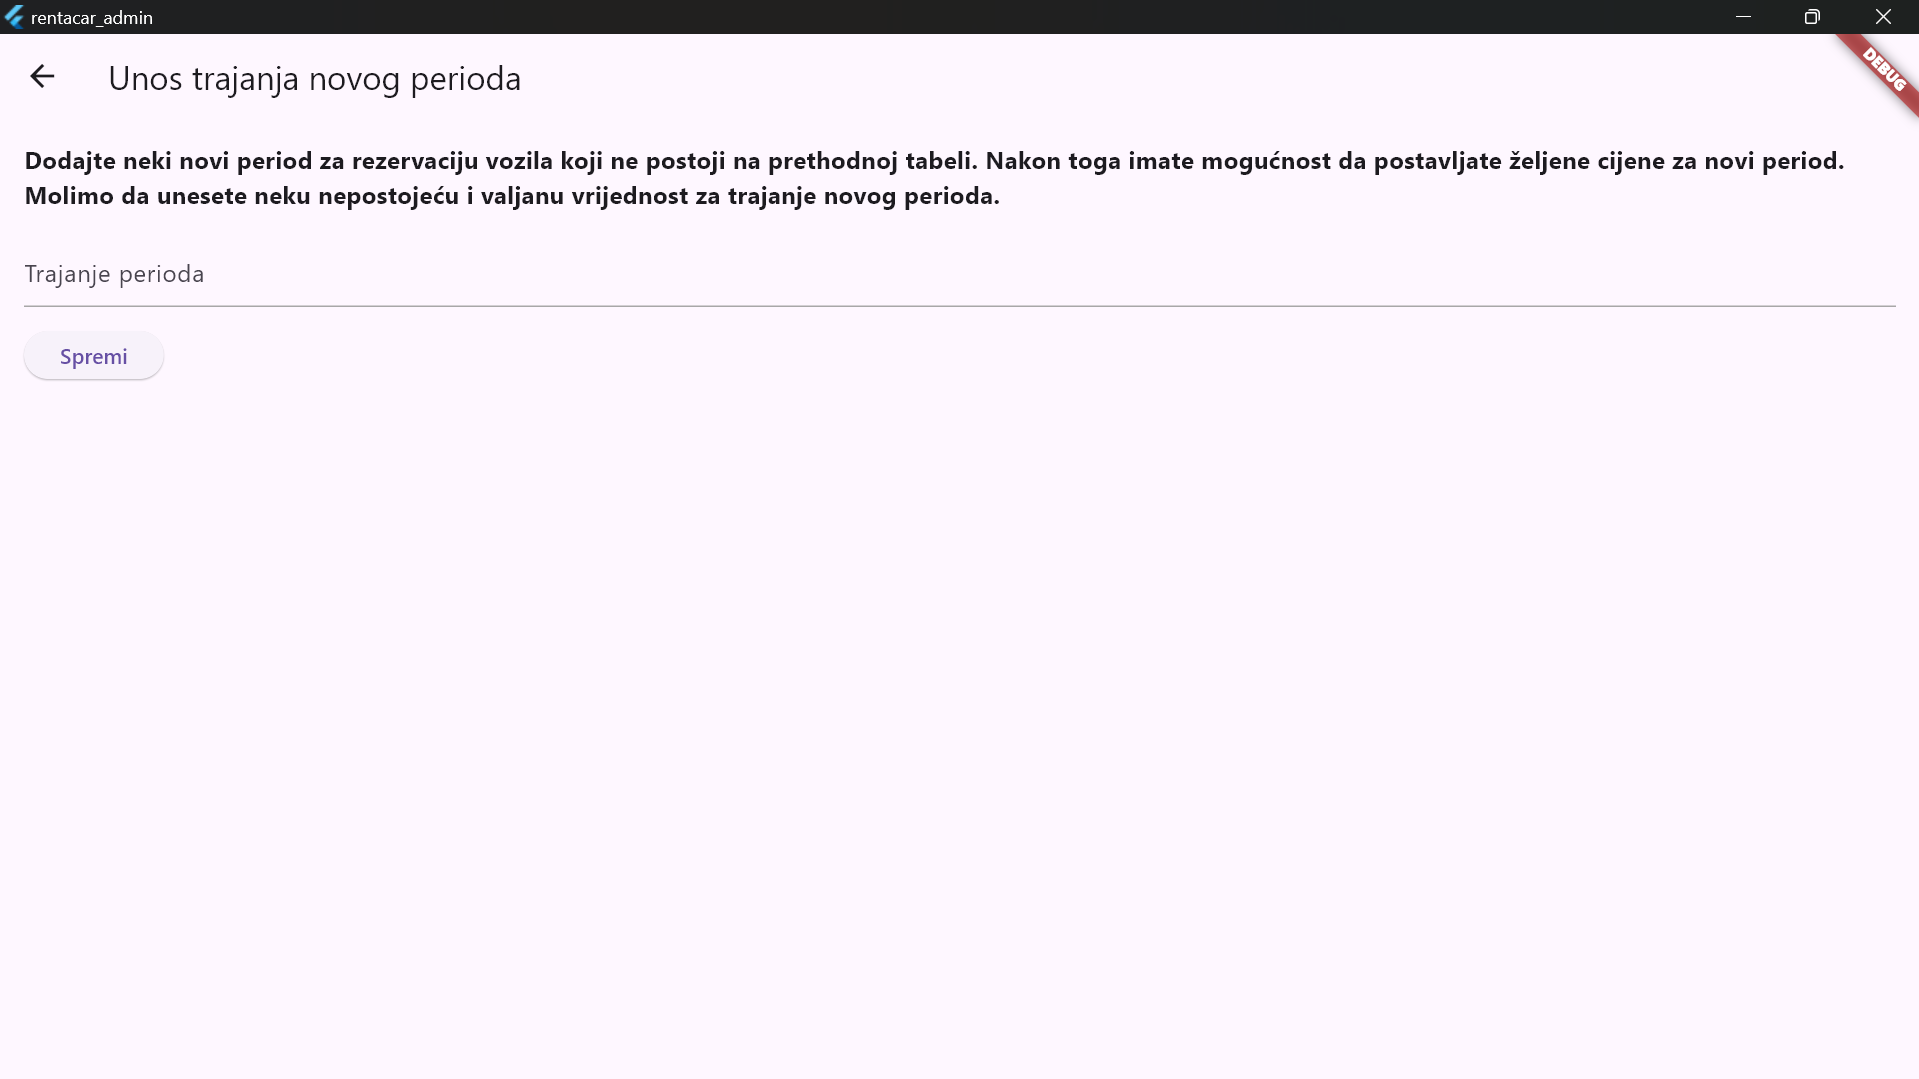 rentacar_admin
DEBUG
Unos trajanja novog perioda
Dodajte neki novi period za rezervaciju vozila koji ne postoji na prethodnoj tabeli. Nakon toga imate mogućnost da postavljate željene cijene za novi period.
Molimo da unesete neku nepostojeću i valjanu vrijednost za trajanje novog perioda.
Trajanje perioda
Spremi